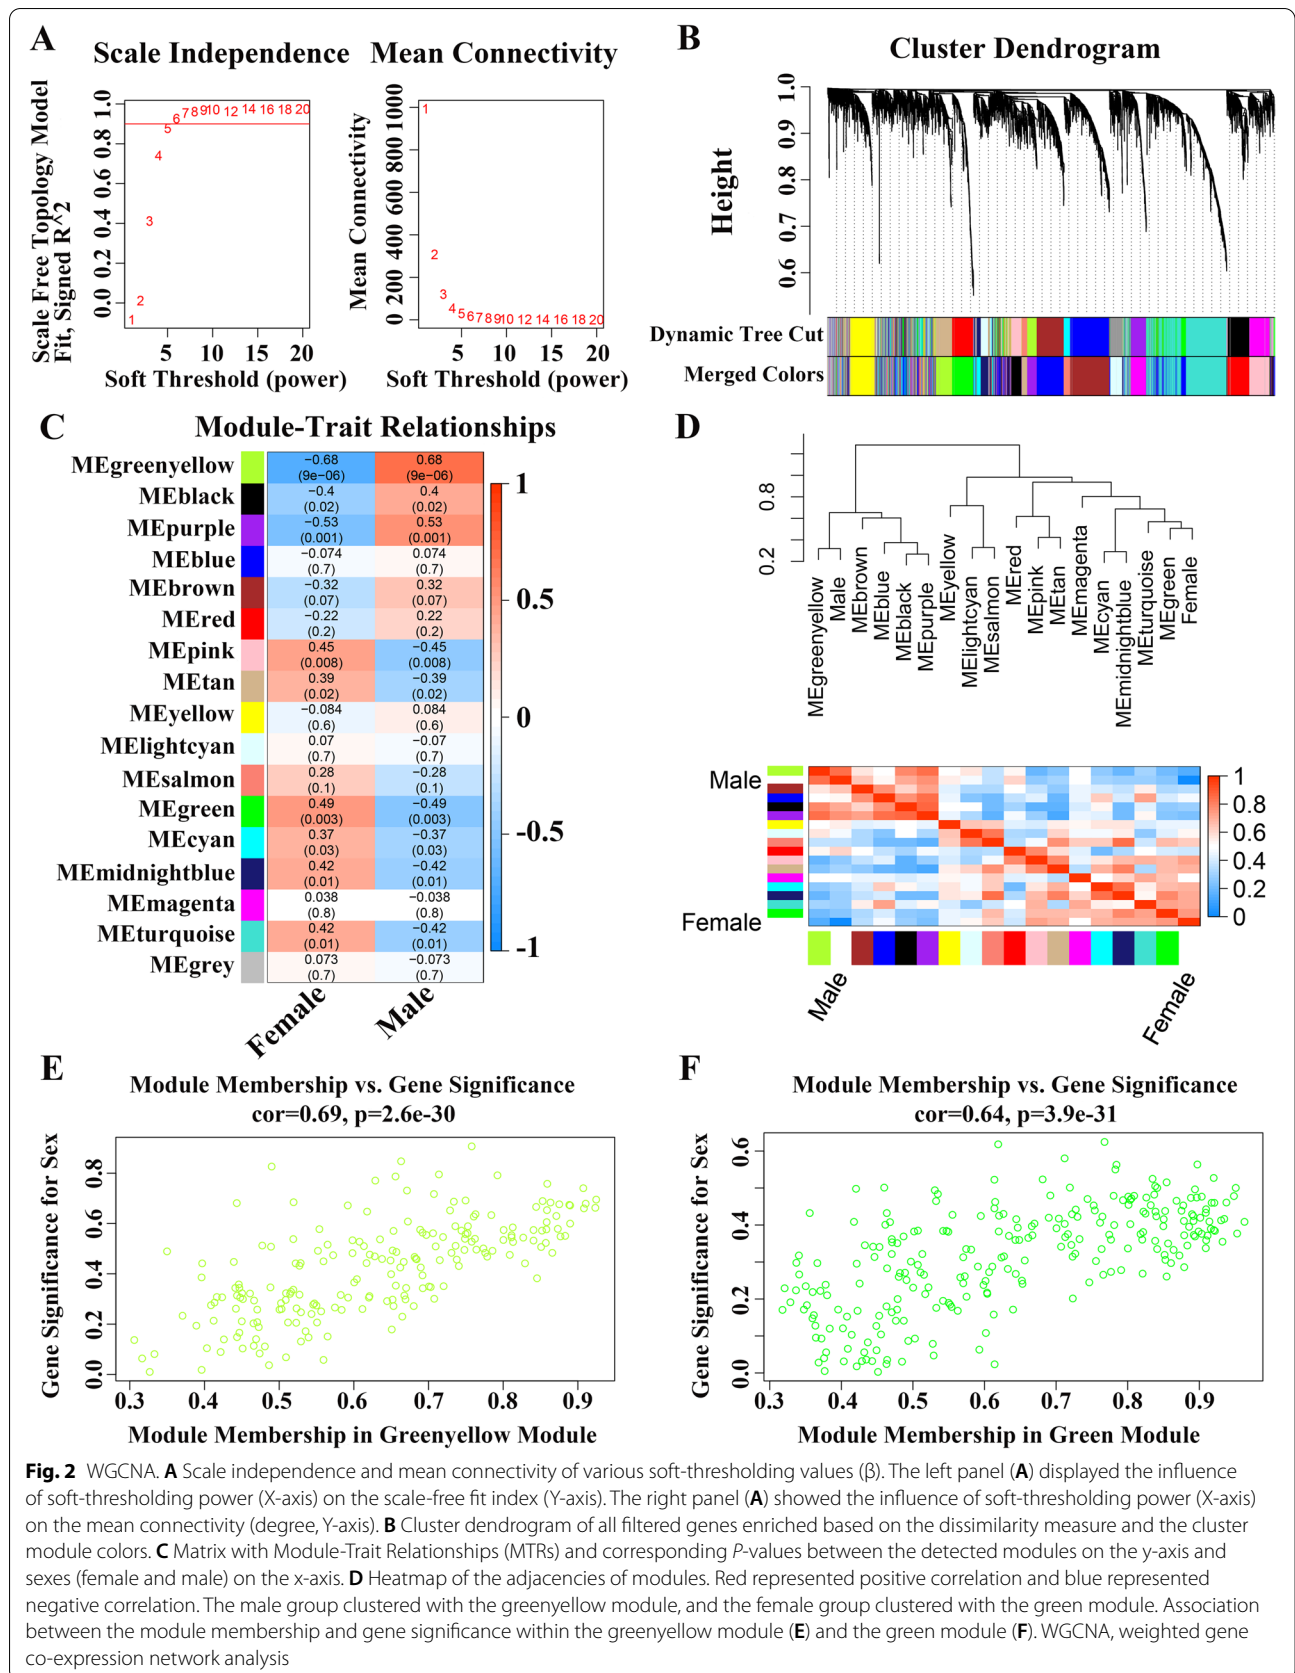 A
Scale Independence
Mean Connectivity
Scale Free Topology Model
Fit, Signed R^2
0.0 0.2 0.4 0.6 0.8 1.0
1 2 3 4 5 6 7 8 9 10 12 14 16 18 20
5 10 15 20
Soft Threshold (power)
Mean Connectivity
0 200 400 600 800 1000
1 2 3 4 5 6 7 8 9 10 12 14 16 18 20
5 10 15 20
Soft Threshold (power)
B
Cluster Dendrogram
Height
0.6 0.7 0.8 0.9 1.0
Dynamic Tree Cut
Merged Colors
C
Module-Trait Relationships
MEgreenyellow −0.68 (9e−06) 0.68 (9e−06)
MEblack −0.4 (0.02) 0.4 (0.02)
MEpurple −0.53 (0.001) 0.53 (0.001)
MEblue −0.074 (0.7) 0.074 (0.7)
MEbrown −0.32 (0.07) 0.32 (0.07)
MEred −0.22 (0.2) 0.22 (0.2)
MEpink 0.45 (0.008) −0.45 (0.008)
MEtan 0.39 (0.02) −0.39 (0.02)
MEyellow −0.084 (0.6) 0.084 (0.6)
MElightcyan 0.07 (0.7) −0.07 (0.7)
MEsalmon 0.28 (0.1) −0.28 (0.1)
MEgreen 0.49 (0.003) −0.49 (0.003)
MEcyan 0.37 (0.03) −0.37 (0.03)
MEmidnightblue 0.42 (0.01) −0.42 (0.01)
MEmagenta 0.038 (0.8) −0.038 (0.8)
MEturquoise 0.42 (0.01) −0.42 (0.01)
MEgrey 0.073 (0.7) −0.073 (0.7)
Female Male
1
0.5
0
-0.5
-1
D
0.2 0.8
MEgreenyellow
Male
MEbrown
MEblue
MEblack
MEpurple
MEyellow
MElightcyan
MEsalmon
MEred
MEpink
MEtan
MEmagenta
MEcyan
MEmidnightblue
MEturquoise
MEgreen
Female
Male
Female
Male
Female
1
0.8
0.6
0.4
0.2
0
E
Module Membership vs. Gene Significance
cor=0.69, p=2.6e-30
Gene Significance for Sex
0.0 0.2 0.4 0.6 0.8
0.3 0.4 0.5 0.6 0.7 0.8 0.9
Module Membership in Greenyellow Module
F
Module Membership vs. Gene Significance
cor=0.64, p=3.9e-31
Gene Significance for Sex
0.0 0.2 0.4 0.6
0.3 0.4 0.5 0.6 0.7 0.8 0.9
Module Membership in Green Module
Fig. 2 WGCNA. A Scale independence and mean connectivity of various soft-thresholding values (β). The left panel (A) displayed the influence
of soft-thresholding power (X-axis) on the scale-free fit index (Y-axis). The right panel (A) showed the influence of soft-thresholding power (X-axis)
on the mean connectivity (degree, Y-axis). B Cluster dendrogram of all filtered genes enriched based on the dissimilarity measure and the cluster
module colors. C Matrix with Module-Trait Relationships (MTRs) and corresponding P-values between the detected modules on the y-axis and
sexes (female and male) on the x-axis. D Heatmap of the adjacencies of modules. Red represented positive correlation and blue represented
negative correlation. The male group clustered with the greenyellow module, and the female group clustered with the green module. Association
between the module membership and gene significance within the greenyellow module (E) and the green module (F). WGCNA, weighted gene
co-expression network analysis